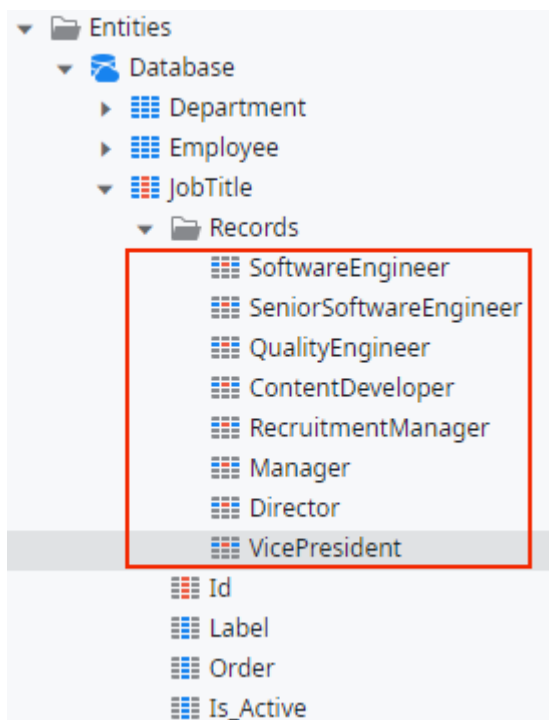 Entities
Database
Department
Employee
JobTitle
Records
SoftwareEngineer
SeniorSoftwareEngineer
QualityEngineer
ContentDeveloper
RecruitmentManager
Manager
Director
VicePresident
Id
Label
Order
Is_Active